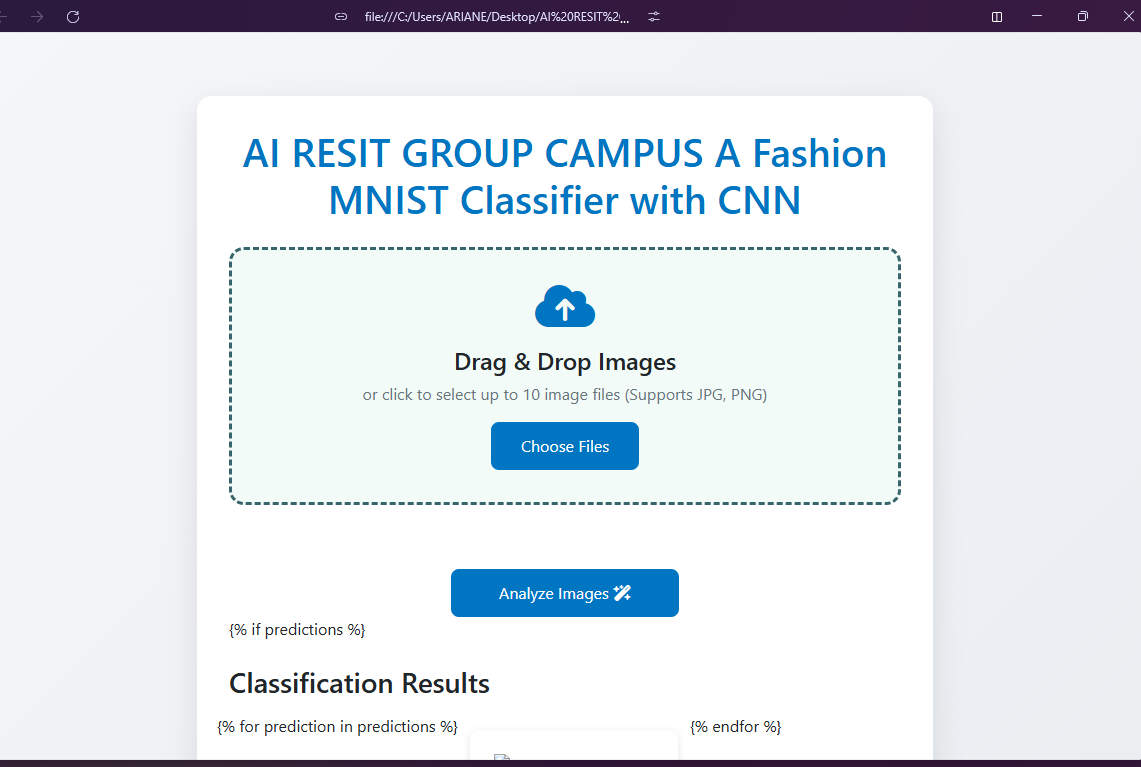 file:///C:/Users/ARIANE/Desktop/AI%20RESIT%2...
AI RESIT GROUP CAMPUS A Fashion
MNIST Classifier with CNN
Drag & Drop Images
or click to select up to 10 image files (Supports JPG, PNG)
Choose Files
Analyze Images
{% if predictions %}
Classification Results
{% for prediction in predictions %}
{% endfor %}